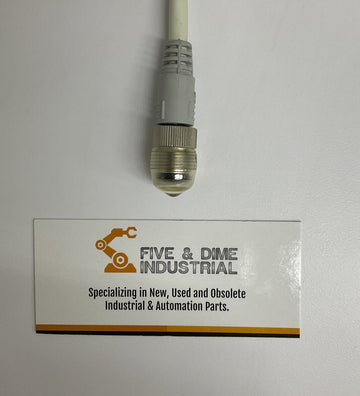 FIVE & DIME
INDUSTRIAL
Specializing in New, Used and Obsolete
Industrial & Automation Parts.